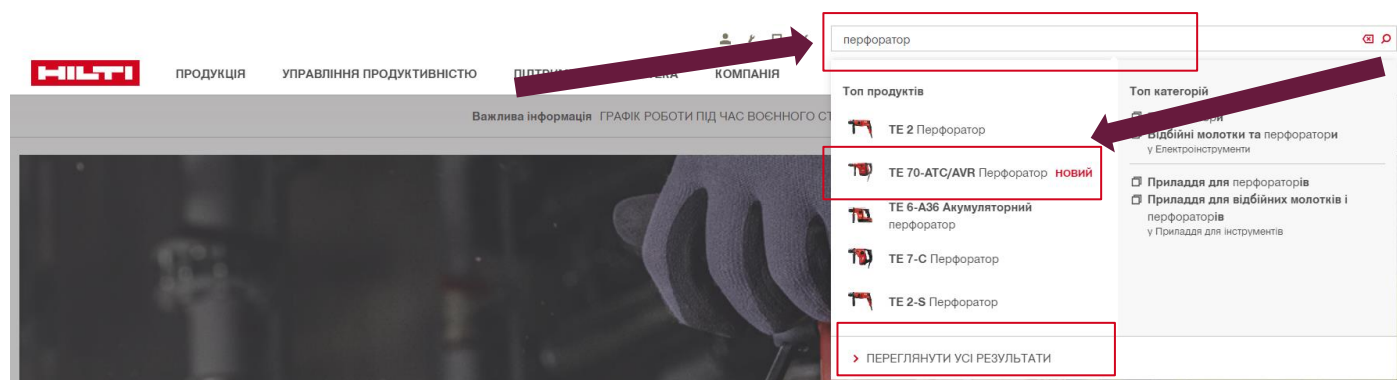 перфоратор
HILTI
ПРОДУКЦІЯ УПРАВЛІННЯ ПРОДУКТИВНІСТЮ КОМПАНІЯ
Важлива інформація ГРАФІК РОБОТИ ПІД ЧАС ВОЄННОГО
Топ продуктів
TE 2 Перфоратор
TE 70-ATC/AVR Перфоратор НОВИЙ
TE 6-A36 Акумуляторний
перфоратор
TE 7-C Перфоратор
TE 2-S Перфоратор
ПЕРЕГЛЯНУТИ УСІ РЕЗУЛЬТАТИ
Топ категорій
Відбійні молотки та перфоратори
у Електроінструменти
Приладдя для перфораторів
Приладдя для відбійних молотків і
перфораторів
у Приладдя для інструментів